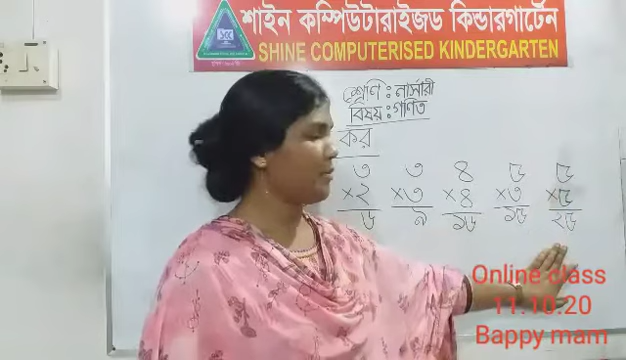 শাইন কম্পিউটারাইজড কিন্ডারগার্টেন
SHINE COMPUTERISED KINDERGARTEN
শ্রেণি : নার্সারী
বিষয় : গণিত
কর
৩ ৩ ৪ ৫ ৫
×২ ×৩ ×৪ ×৩ ×৫
৬ ৯ ১৬ ১৫ ২৫
Online class
11.10.20
Bappy mam